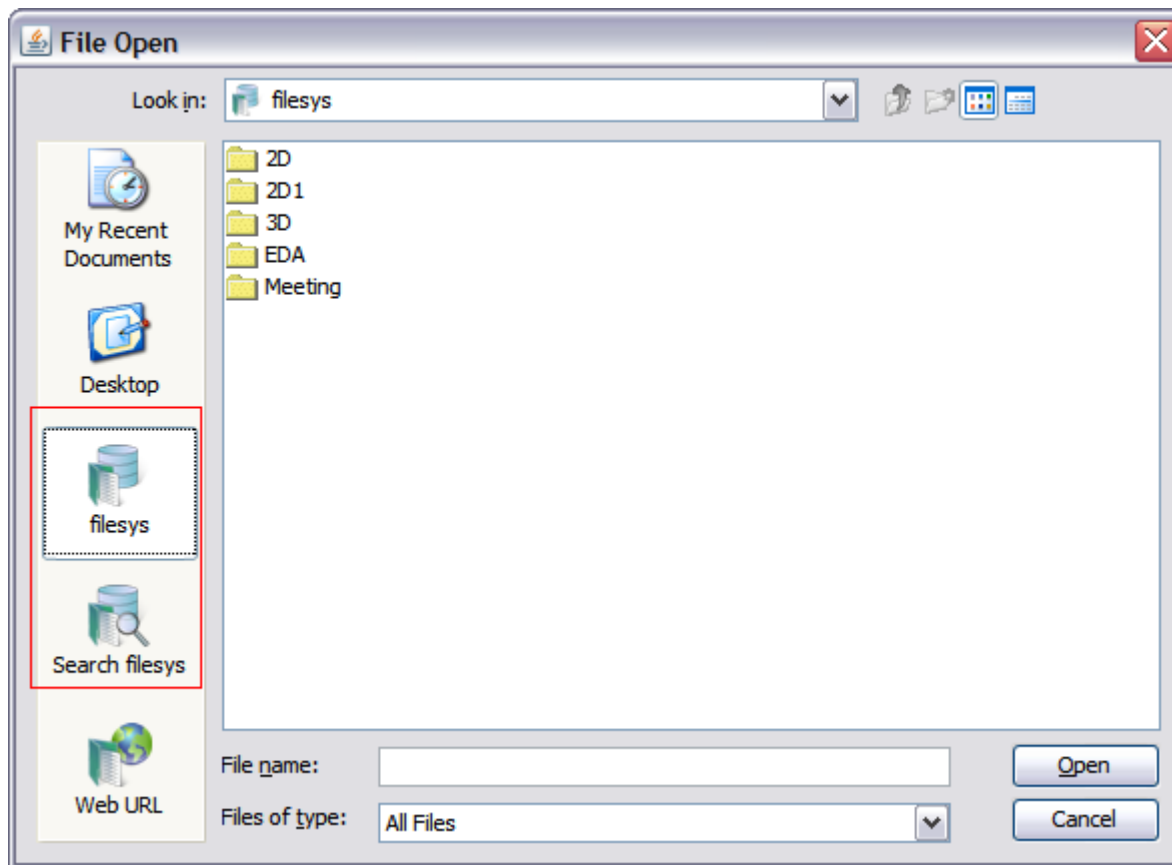 File Open
Look in:
filesys
2D
2D1
3D
EDA
Meeting
My Recent
Documents
Desktop
filesys
Search filesys
Web URL
File name:
Open
Files of type:
All Files
Cancel